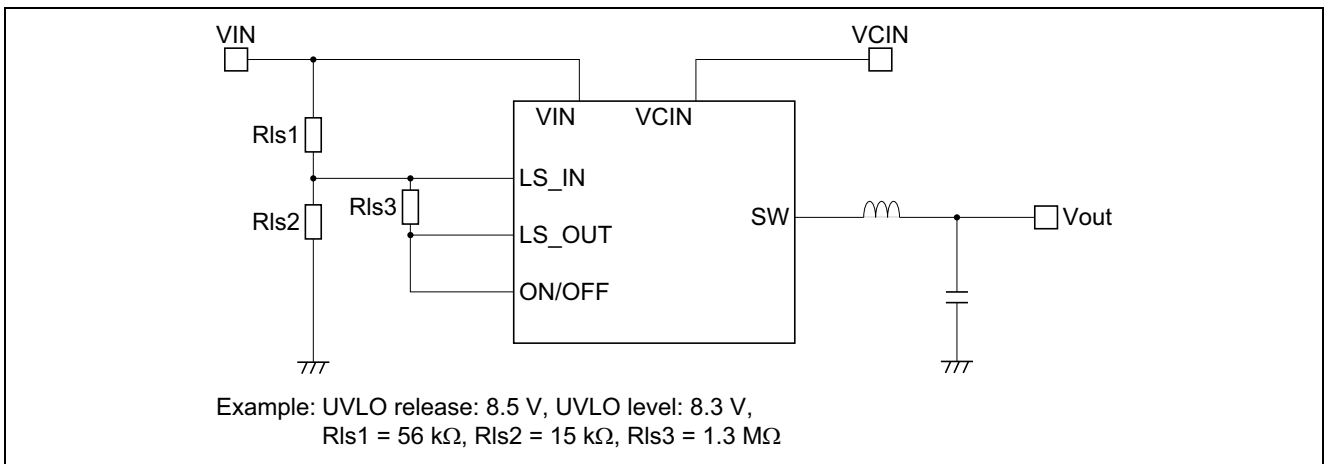 VIN
VCIN
VIN
VCIN
Rls1
LS_IN
Rls3
Rls2
SW
Vout
LS_OUT
ON/OFF
Example: UVLO release: 8.5 V, UVLO level: 8.3 V,
Rls1 = 56 kΩ, Rls2 = 15 kΩ, Rls3 = 1.3 MΩ